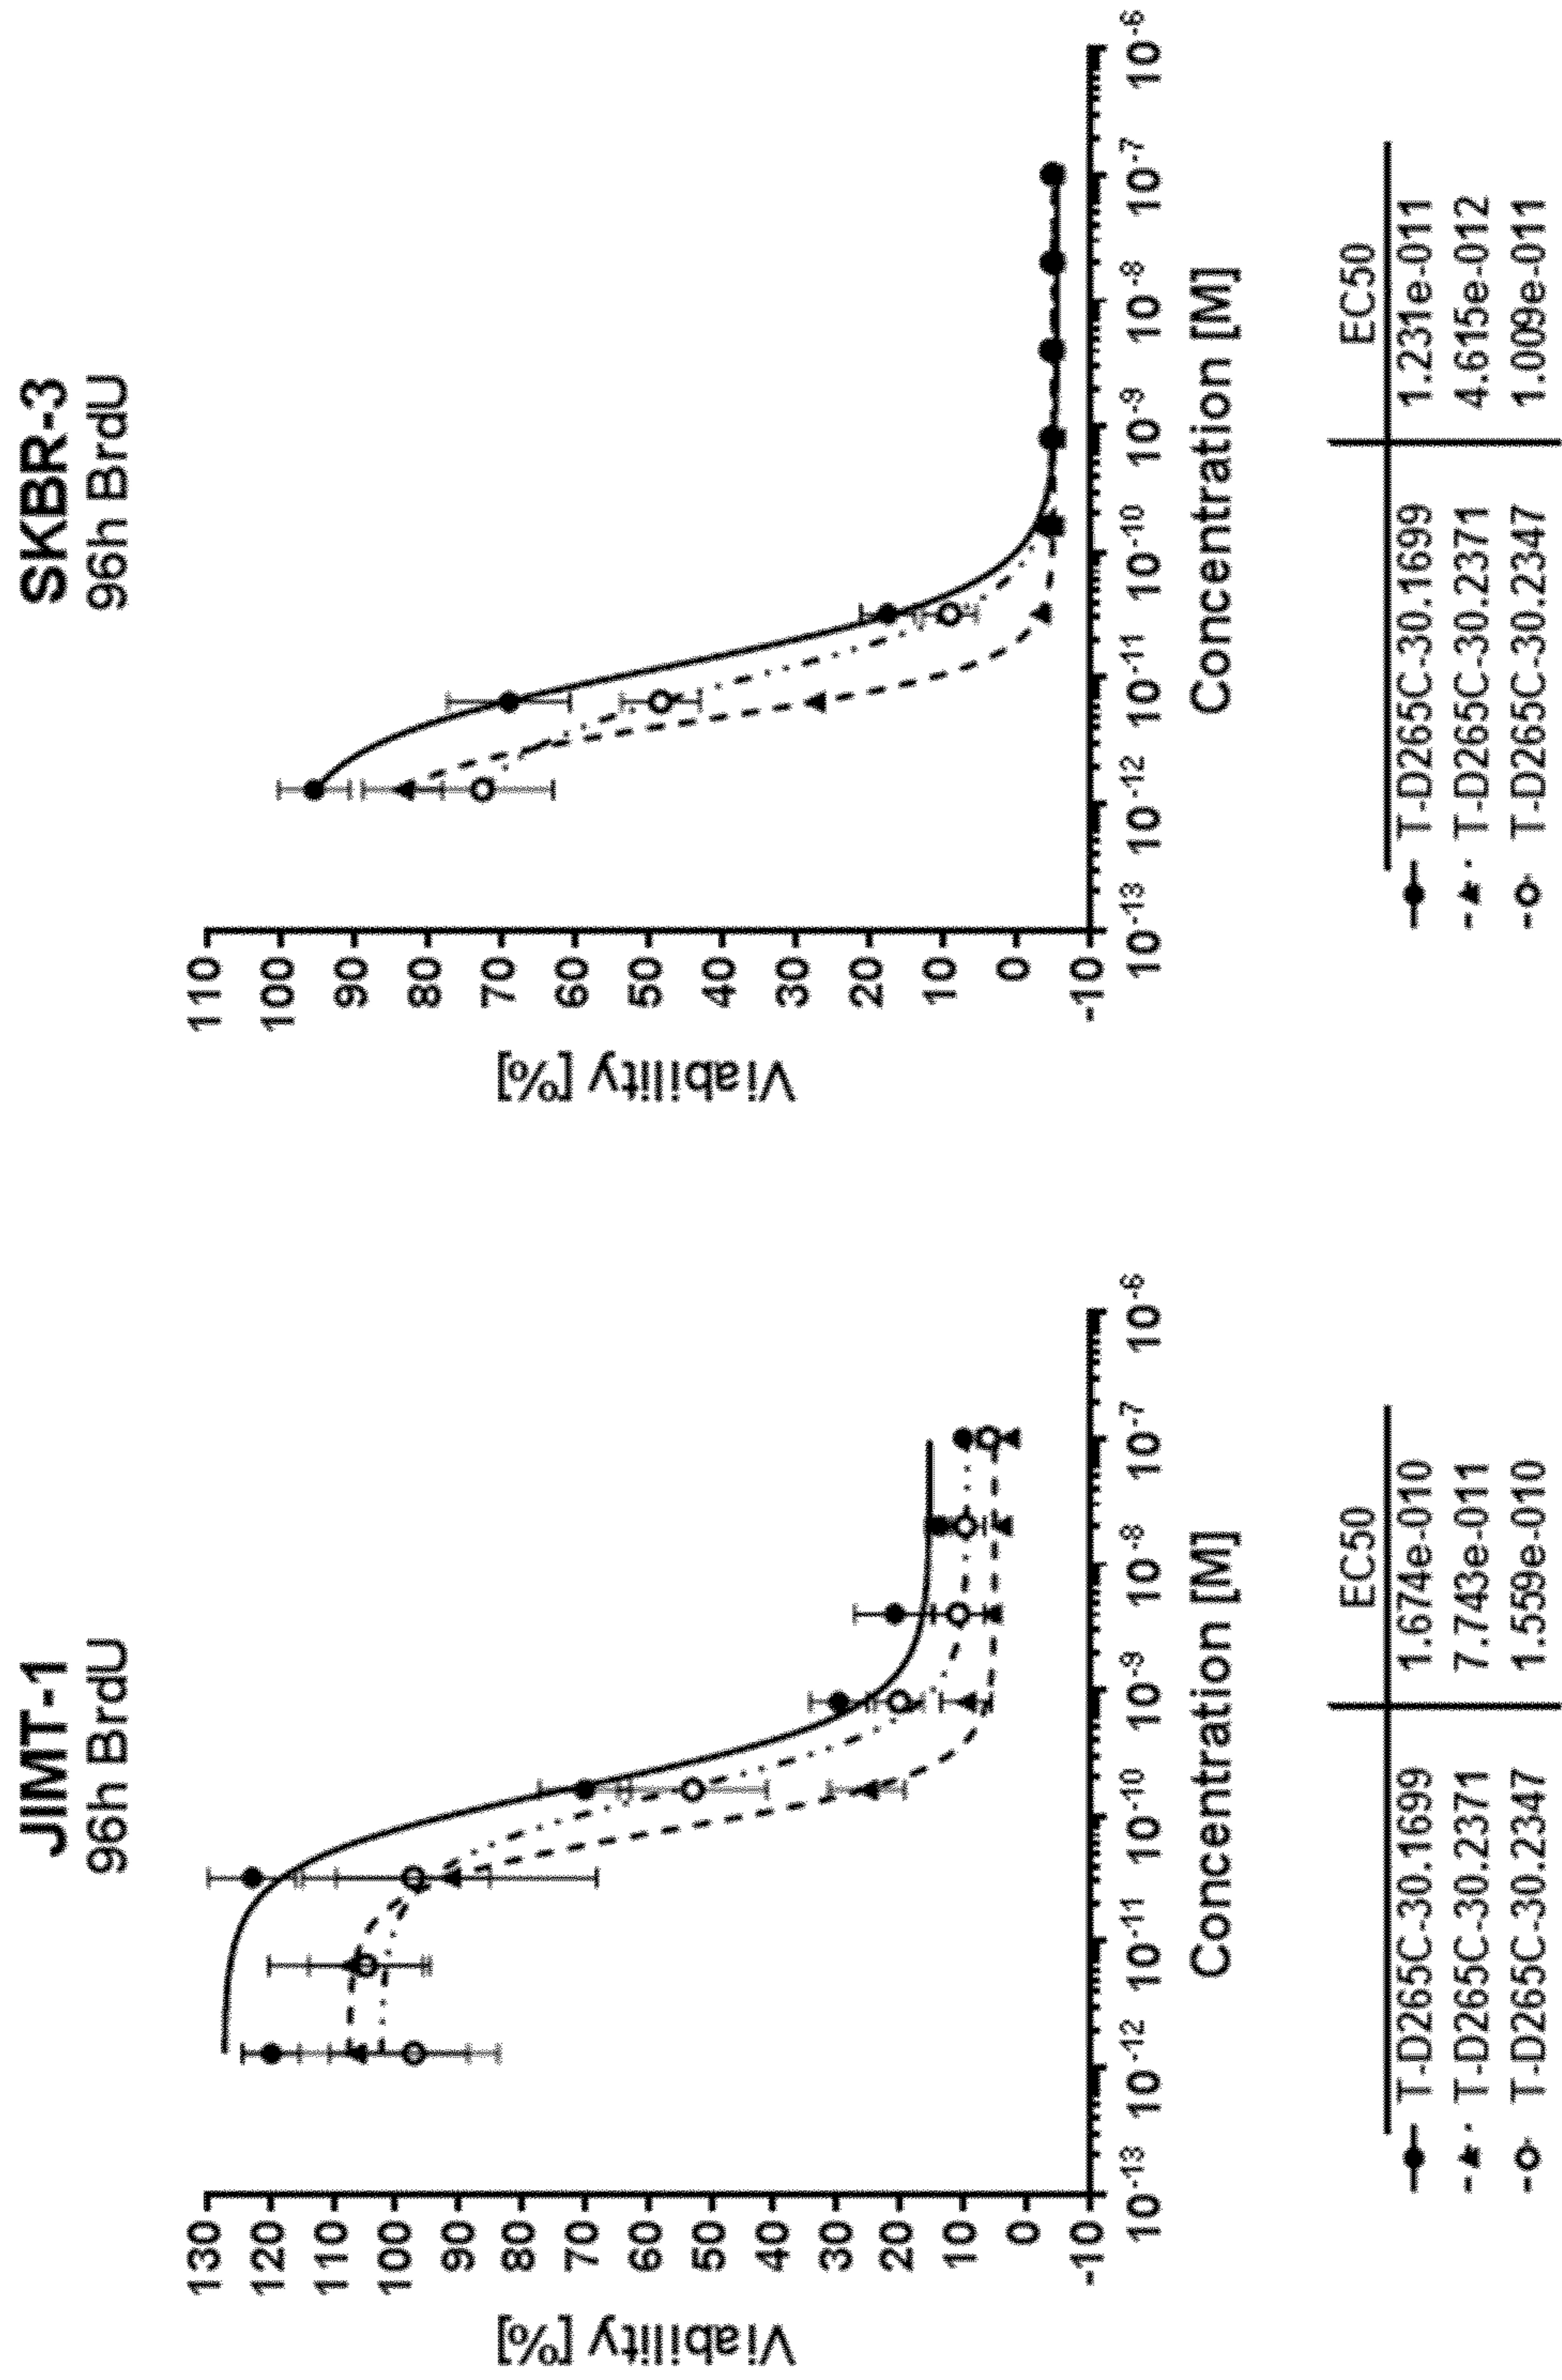 JIMT-1
96h BrdU
Viability [%]
130
120
110
100
90
80
70
60
50
40
30
20
10
0
-10
10-13
10-12
10-11
10-10
10-9
10-8
10-7
10-6
Concentration [M]
EC50
T-D265C-30.1699 1.674e-010
T-D265C-30.2371 7.743e-011
T-D265C-30.2347 1.559e-010
SKBR-3
96h BrdU
Viability [%]
110
100
90
80
70
60
50
40
30
20
10
0
-10
10-13
10-12
10-11
10-10
10-9
10-8
10-7
10-6
Concentration [M]
EC50
T-D265C-30.1699 1.231e-011
T-D265C-30.2371 4.615e-012
T-D265C-30.2347 1.009e-011